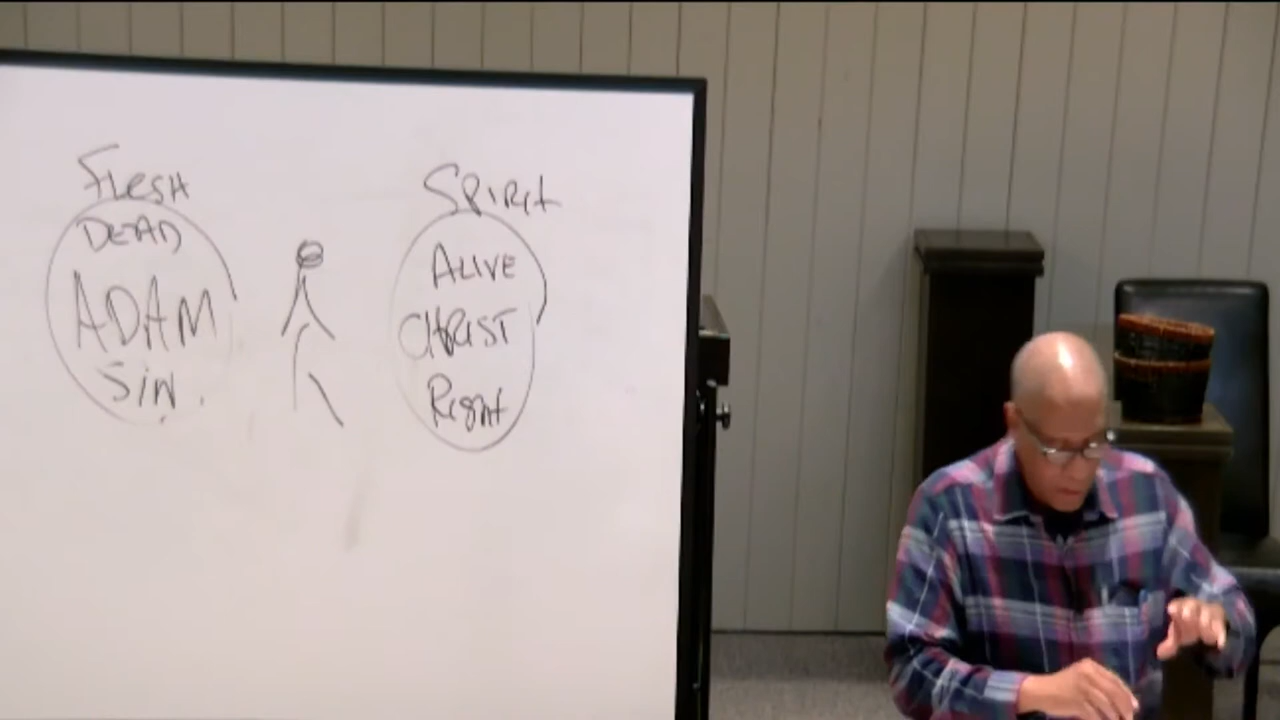 FLESH
DEAD
ADAM
SiN.
SPIRit
ALIVE
CHRIST
RigHt